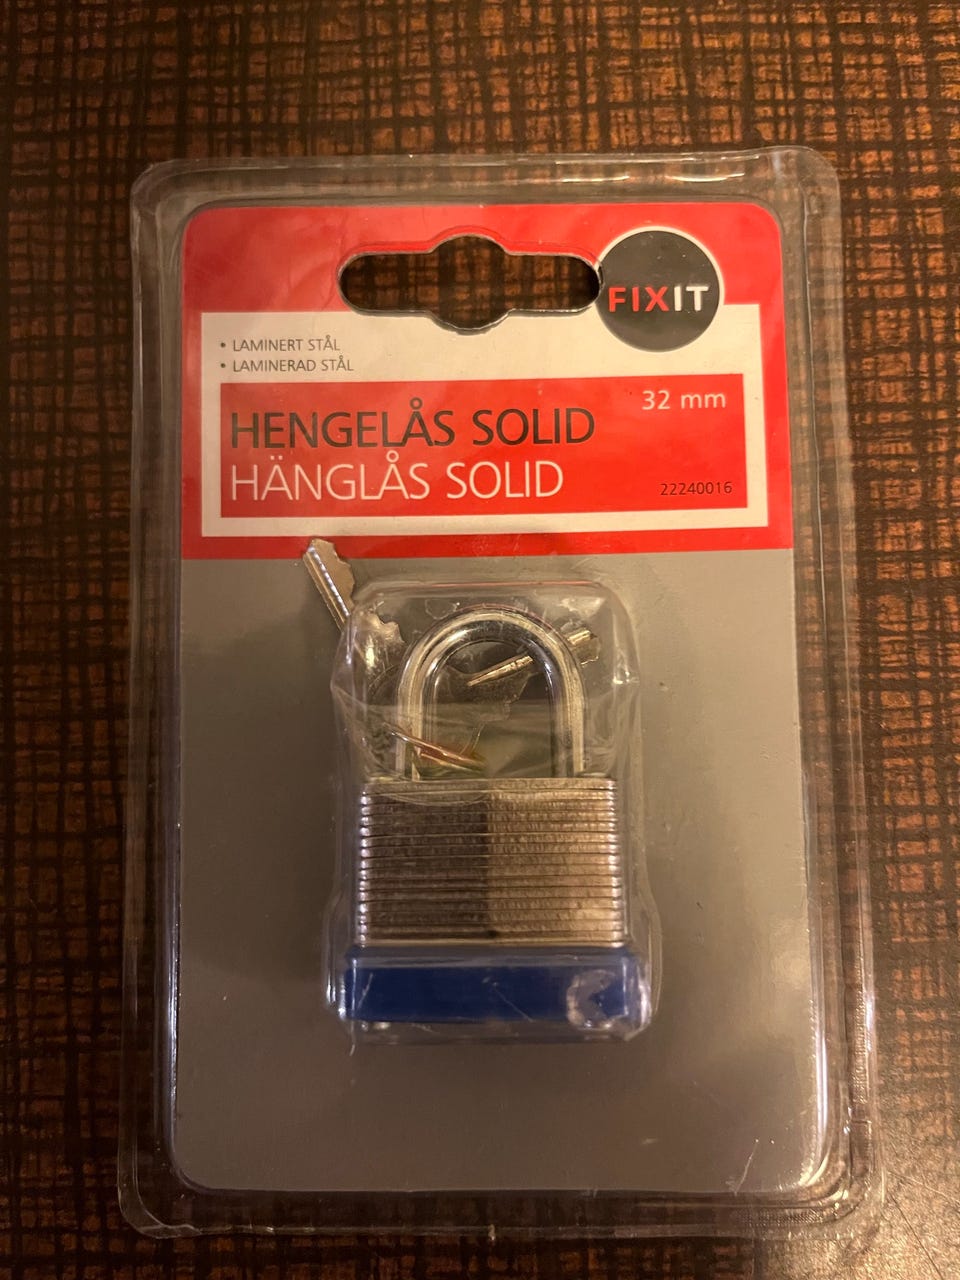 FIXIT
• LAMINERT STÅL
• LAMINERAD STÅL
32 mm
HENGELÅS SOLID
HÄNGLÅS SOLID
22240016